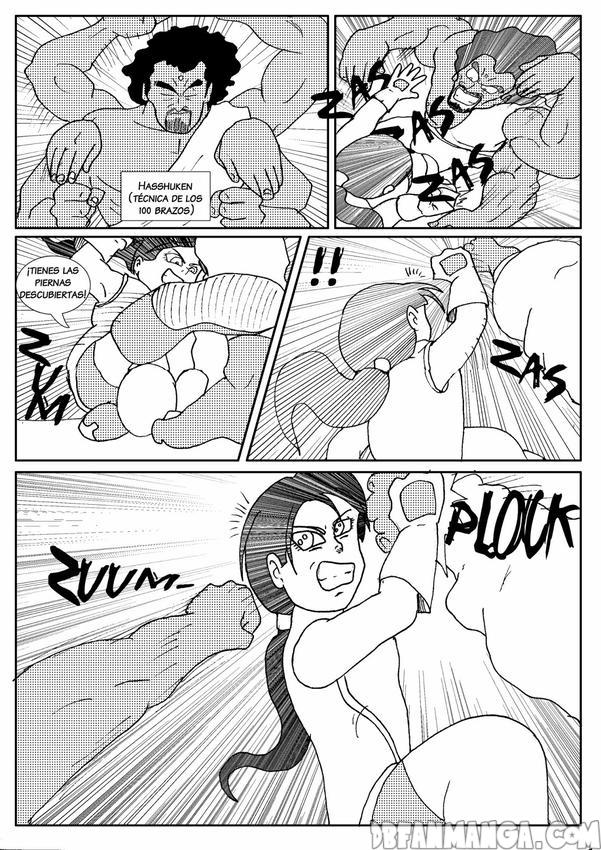 HASSHUKEN
(TÉCNICA DE LOS
100 BRAZOS)
ZAS
ZAS
ZAS
¡TIENES LAS
PIERNAS
DESCUBIERTAS!
ZUM
!!
ZAS
PLOCK
ZUUM-
DBFANMANGA.COM